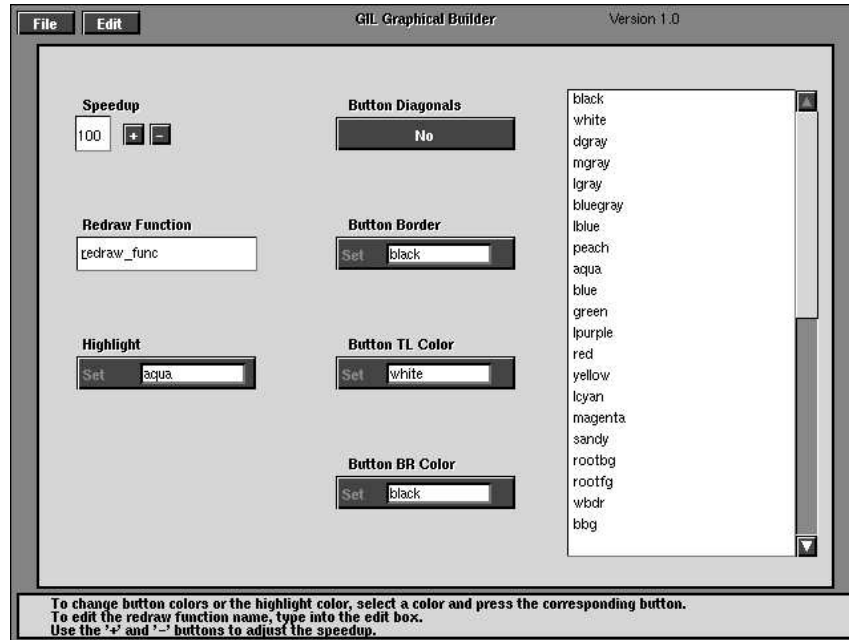 File Edit GIL Graphical Builder Version 1.0
Speedup
100 + -
Button Diagonals
No
Redraw Function
redraw_func
Button Border
Set black
Highlight
Set aqua
Button TL Color
Set white
Button BR Color
Set black
black
white
dgray
mgray
lgray
bluegray
lblue
peach
aqua
blue
green
lpurple
red
yellow
lcyan
magenta
sandy
rootbg
rootfg
wbdr
bbg
To change button colors or the highlight color, select a color and press the corresponding button.
To edit the redraw function name, type into the edit box.
Use the '+' and '-' buttons to adjust the speedup.